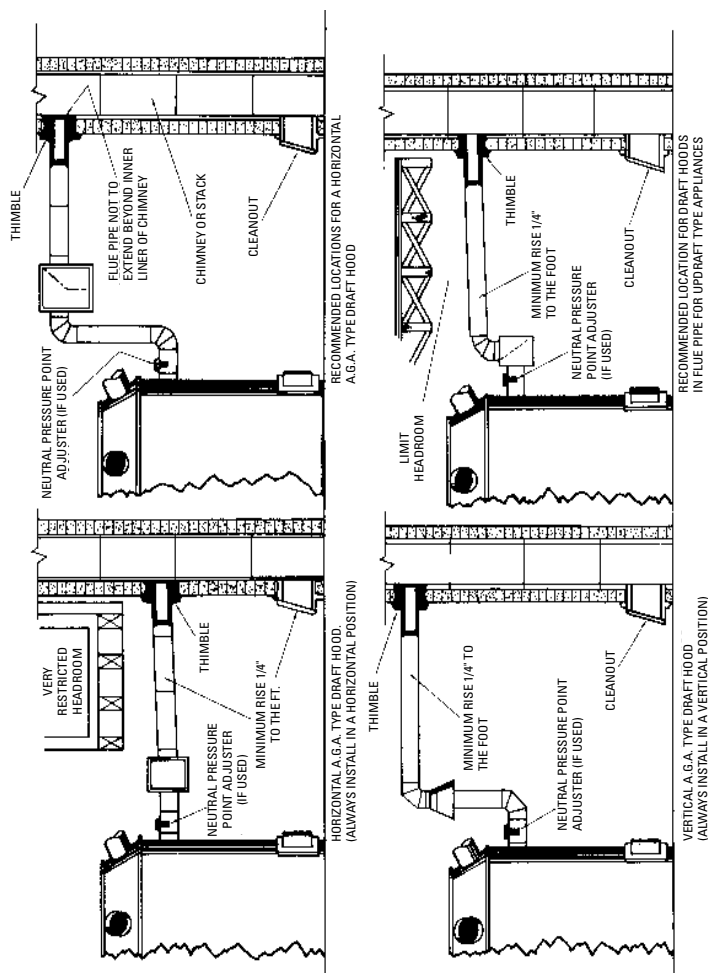 NEUTRAL PRESSURE POINT
ADJUSTER (IF USED)
THIMBLE
FLUE PIPE NOT TO
EXTEND BEYOND INNER
LINER OF CHIMNEY
CHIMNEY OR STACK
CLEANOUT
RECOMMENDED LOCATIONS FOR A HORIZONTAL
A.G.A. TYPE DRAFT HOOD
LIMIT
HEADROOM
THIMBLE
MINIMUM RISE 1/4"
TO THE FOOT
NEUTRAL PRESSURE
POINT ADJUSTER
(IF USED)
CLEANOUT
RECOMMENDED LOCATION FOR DRAFT HOODS
IN FLUE PIPE FOR UPDRAFT TYPE APPLIANCES
VERY
RESTRICTED
HEADROOM
THIMBLE
MINIMUM RISE 1/4"
TO THE FT.
NEUTRAL PRESSURE
POINT ADJUSTER
(IF USED)
HORIZONTAL A.G.A. TYPE DRAFT HOOD.
(ALWAYS INSTALL IN A HORIZONTAL POSITION)
THIMBLE
MINIMUM RISE 1/4" TO
THE FOOT
NEUTRAL PRESSURE POINT
ADJUSTER (IF USED)
CLEANOUT
VERTICAL A.G.A. TYPE DRAFT HOOD
(ALWAYS INSTALL IN A VERTICAL POSITION)